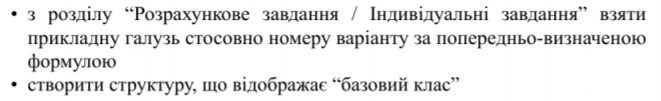 • з розділу “Розрахункове завдання / Індивідуальні завдання” взяти
прикладну галузь стосовно номеру варіанту за попередньо-визначеною
формулою
• створити структуру, що відображає “базовий клас”